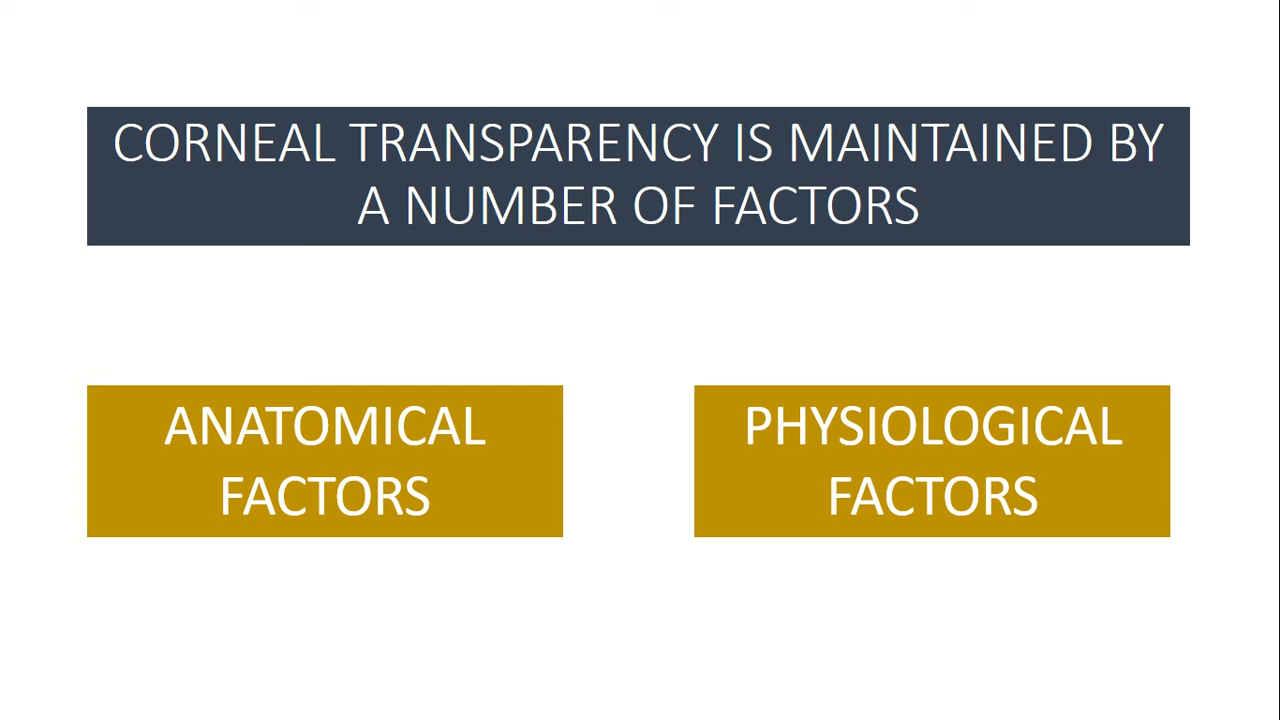 CORNEAL TRANSPARENCY IS MAINTAINED BY
A NUMBER OF FACTORS
ANATOMICAL
FACTORS
PHYSIOLOGICAL
FACTORS